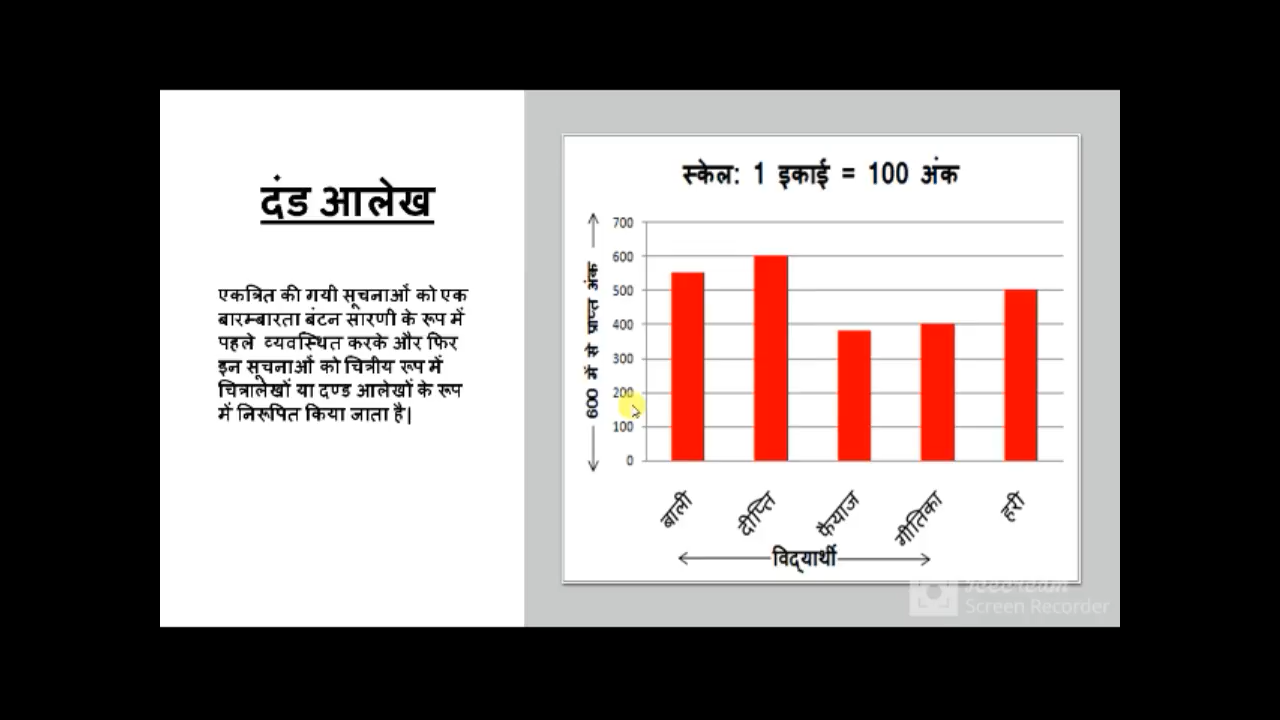 दंड आलेख
एकत्रित की गयी सूचनाओं को एक
बारम्बारता बंटन सारणी के रूप में
पहले व्यवस्थित करके और फिर
इन सूचनाओं को चित्रीय रूप में
चित्रालेखों या दण्ड आलेखों के रूप
में निरूपित किया जाता है|
स्केल: 1 इकाई = 100 अंक
700
600
500
400
300
200
100
0
600 में से प्राप्त अंक
बाली
दीप्ति
फैयाज
गीतिका
हरी
विद्यार्थी
Screen Recorder